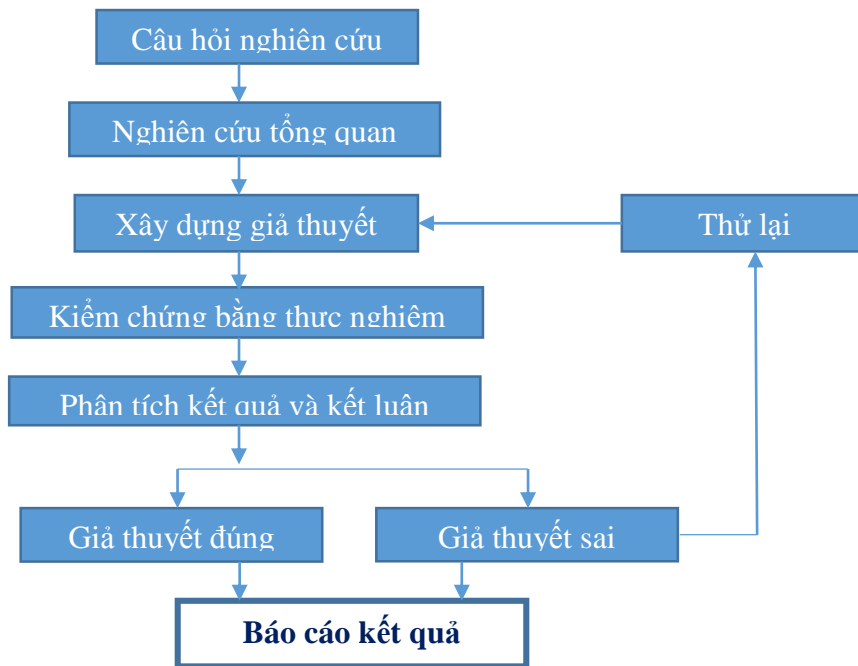 Câu hỏi nghiên cứu
Nghiên cứu tổng quan
Xây dựng giả thuyết
Thử lại
Kiểm chứng bằng thực nghiệm
Phân tích kết quả và kết luận
Giả thuyết đúng
Giả thuyết sai
Báo cáo kết quả